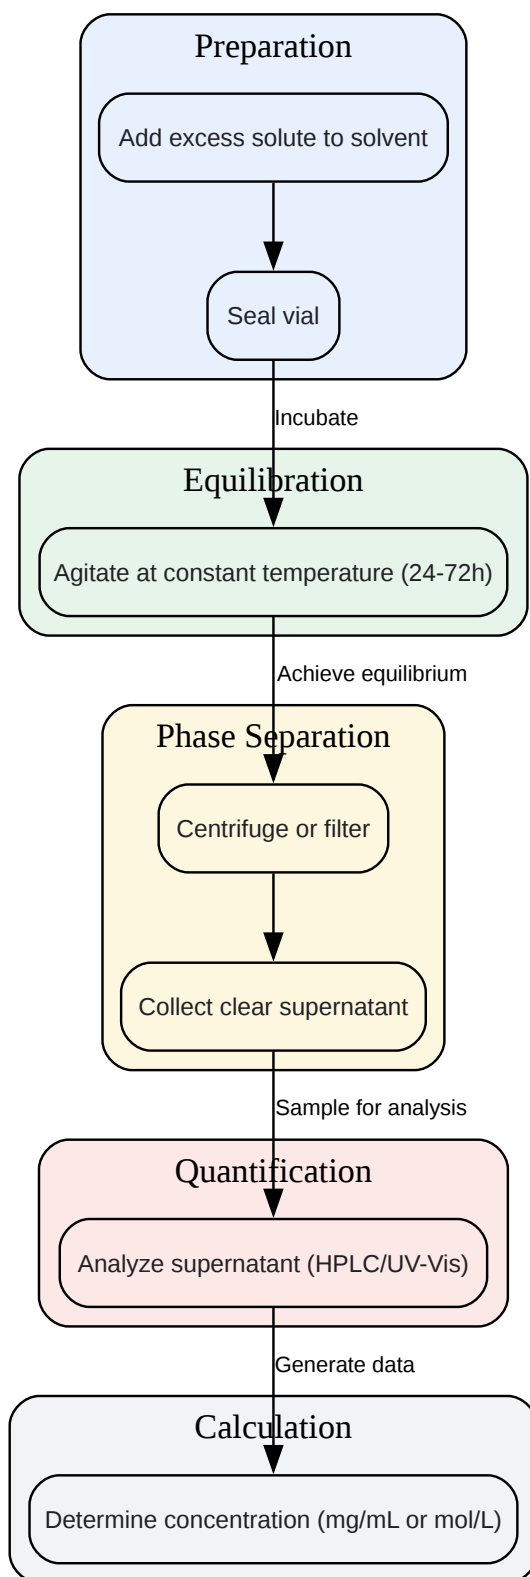 Preparation
Add excess solute to solvent
Seal vial
Incubate
Equilibration
Agitate at constant temperature (24-72h)
Achieve equilibrium
Phase Separation
Centrifuge or filter
Collect clear supernatant
Sample for analysis
Quantification
Analyze supernatant (HPLC/UV-Vis)
Generate data
Calculation
Determine concentration (mg/mL or mol/L)